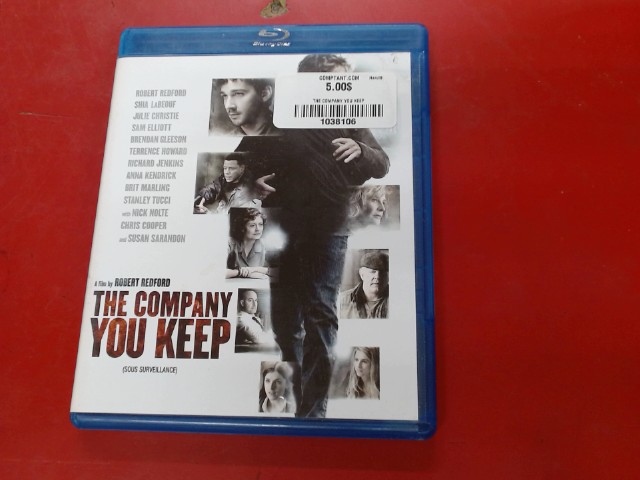 Blu-ray Disc
COMPTANT.COM
5.00$
THE COMPANY YOU KEEP
1038106
ROBERT REDFORD
SHIA LABEOUF
JULIE CHRISTIE
SAM ELLIOTT
BRENDAN GLEESON
TERRENCE HOWARD
RICHARD JENKINS
ANNA KENDRICK
BRIT MARLING
STANLEY TUCCI
with NICK NOLTE
CHRIS COOPER
and SUSAN SARANDON
A film by ROBERT REDFORD
THE COMPANY
YOU KEEP
(SOUS SURVEILLANCE)